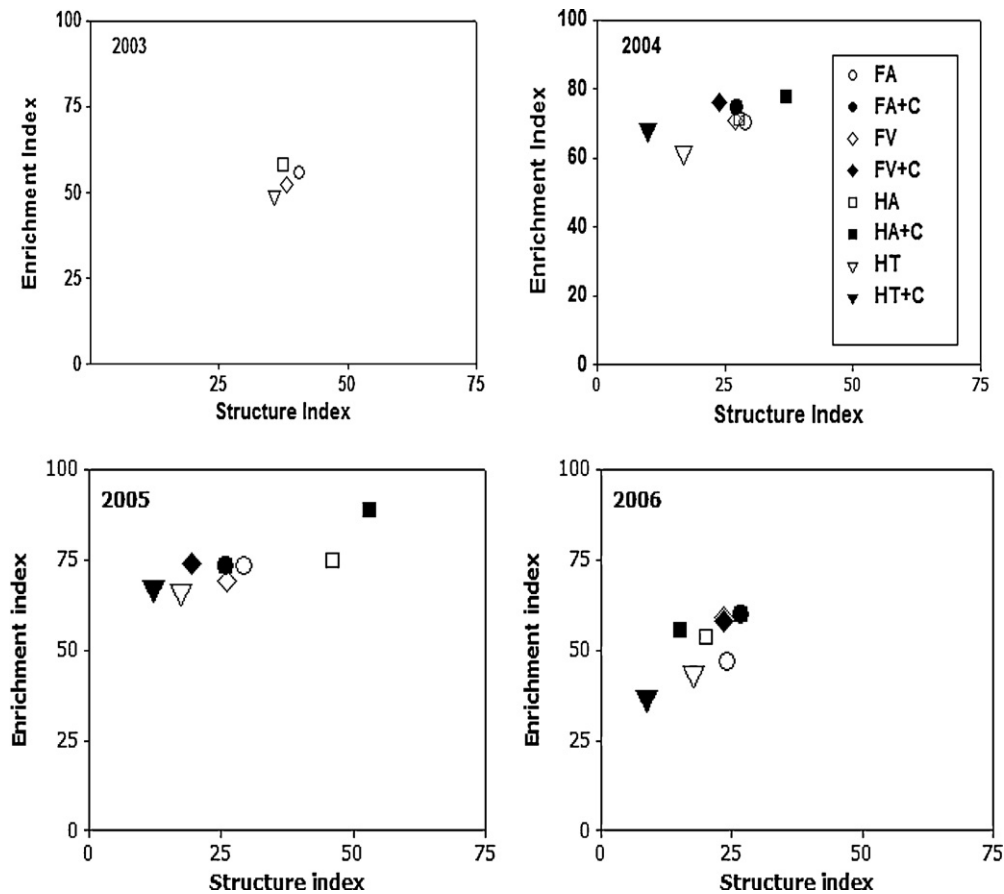 100
2003
75
50
25
0
Enrichment Index
25
50
75
Structure Index
100
2004
80
60
40
20
0
Enrichment Index
0
25
50
75
Structure Index
FA
FA+C
FV
FV+C
HA
HA+C
HT
HT+C
100
2005
75
50
25
0
Enrichment index
0
25
50
75
Structure index
100
2006
75
50
25
0
Enrichment index
0
25
50
75
Structure index